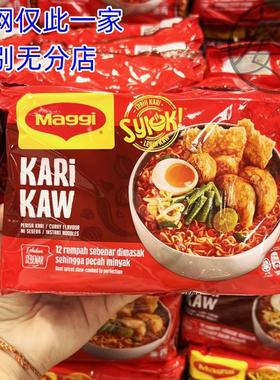 网仅此一家
别无分店
Maggi
SYIOK!
KARI
KAW
PERISA KARI / CURRY FLAVOUR
MI SEGERA / INSTANT NOODLES
12 rempah sebenar dimasak
sehingga pecah minyak
Real spices slow-cooked to perfection
KAW